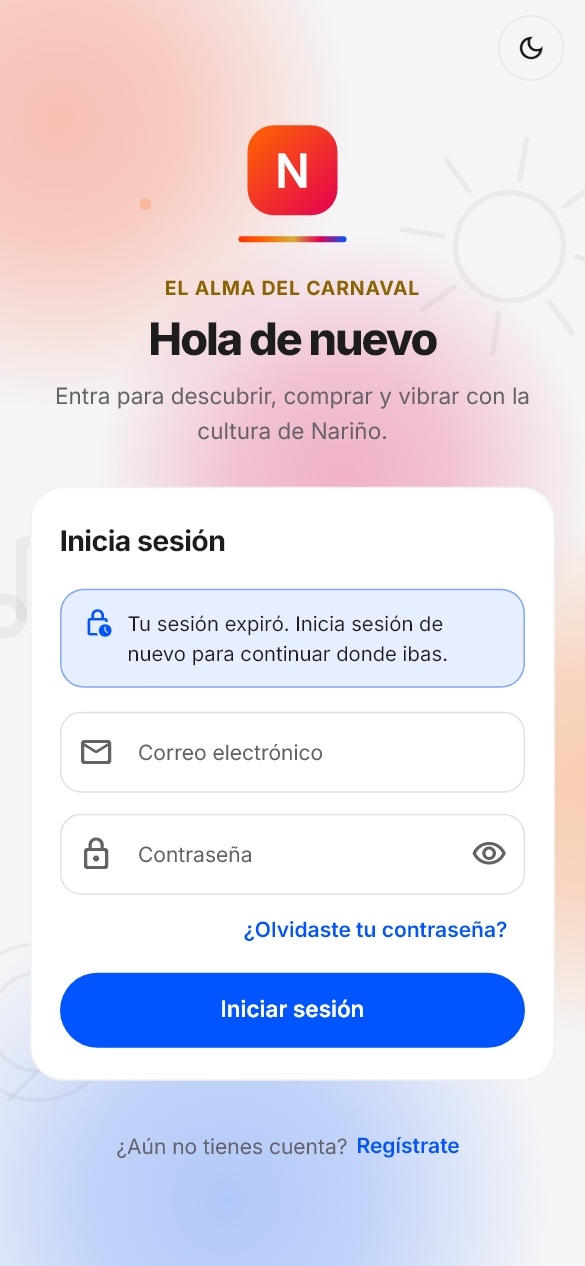 N
EL ALMA DEL CARNAVAL
Hola de nuevo
Entra para descubrir, comprar y vibrar con la
cultura de Nariño.
Inicia sesión
Tu sesión expiró. Inicia sesión de
nuevo para continuar donde ibas.
Correo electrónico
Contraseña
¿Olvidaste tu contraseña?
Iniciar sesión
¿Aún no tienes cuenta? Regístrate